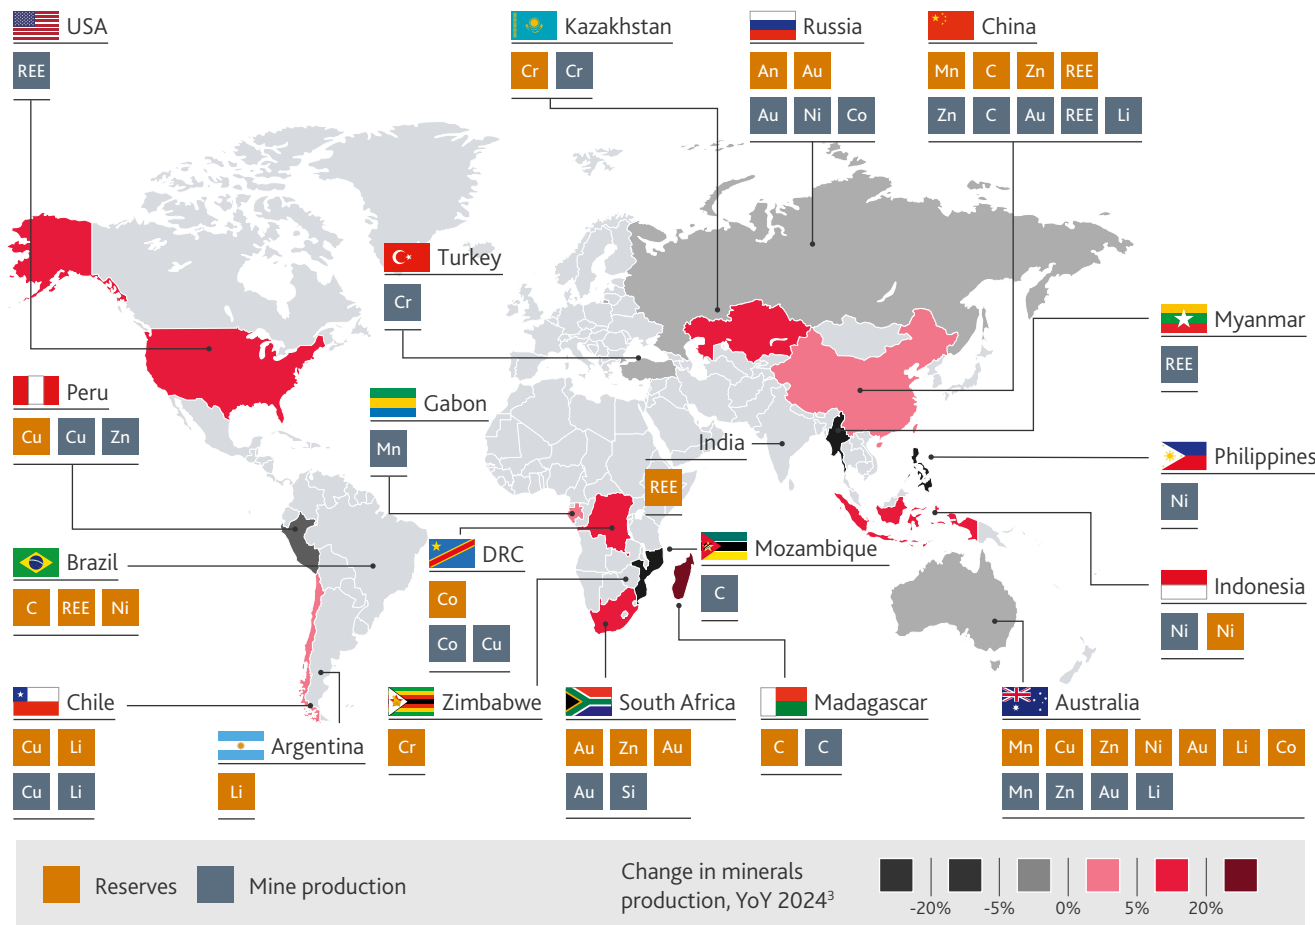 USA
REE
Kazakhstan
Cr Cr
Russia
An Au
Au Ni Co
China
Mn C Zn REE
Zn C Au REE Li
Turkey
Cr
Myanmar
REE
Peru
Cu Cu Zn
Gabon
Mn
India
REE
Philippines
Ni
Brazil
C REE Ni
DRC
Co
Co Cu
Mozambique
C
Indonesia
Ni Ni
Chile
Cu Li
Cu Li
Argentina
Li
Zimbabwe
Cr
South Africa
Au Zn Au
Au Si
Madagascar
C C
Australia
Mn Cu Zn Ni Au Li Co
Mn Zn Au Li
Reserves
Mine production
Change in minerals
production, YoY 2024³
-20% -5% 0% 5% 20%